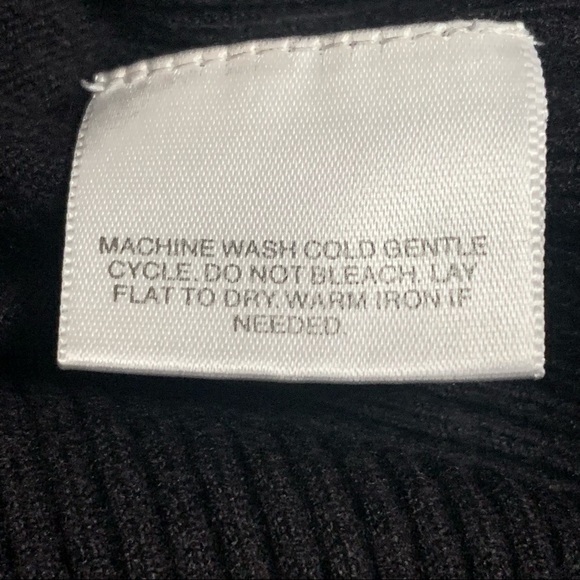 MACHINE WASH COLD GENTLE
CYCLE. DO NOT BLEACH. LAY
FLAT TO DRY. WARM IRON IF
NEEDED.